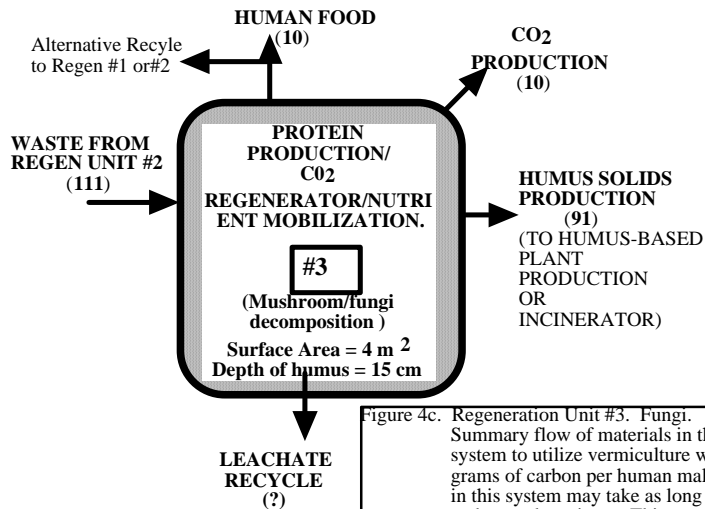 HUMAN FOOD
(10)
Alternative Recyle
to Regen #1 or#2
CO2
PRODUCTION
(10)
WASTE FROM
REGEN UNIT #2
(111)
PROTEIN
PRODUCTION/
C02
REGENERATOR/NUTRI
ENT MOBILIZATION.
#3
(Mushroom/fungi
decomposition )
Surface Area = 4 m 2
Depth of humus = 15 cm
HUMUS SOLIDS
PRODUCTION
(91)
(TO HUMUS-BASED
PLANT
PRODUCTION
OR
INCINERATOR)
LEACHATE
RECYCLE
(?)
Figure 4c. Regeneration Unit #3. Fungi.
Summary flow of materials in th
system to utilize vermiculture w
grams of carbon per human mal
in this system may take as long